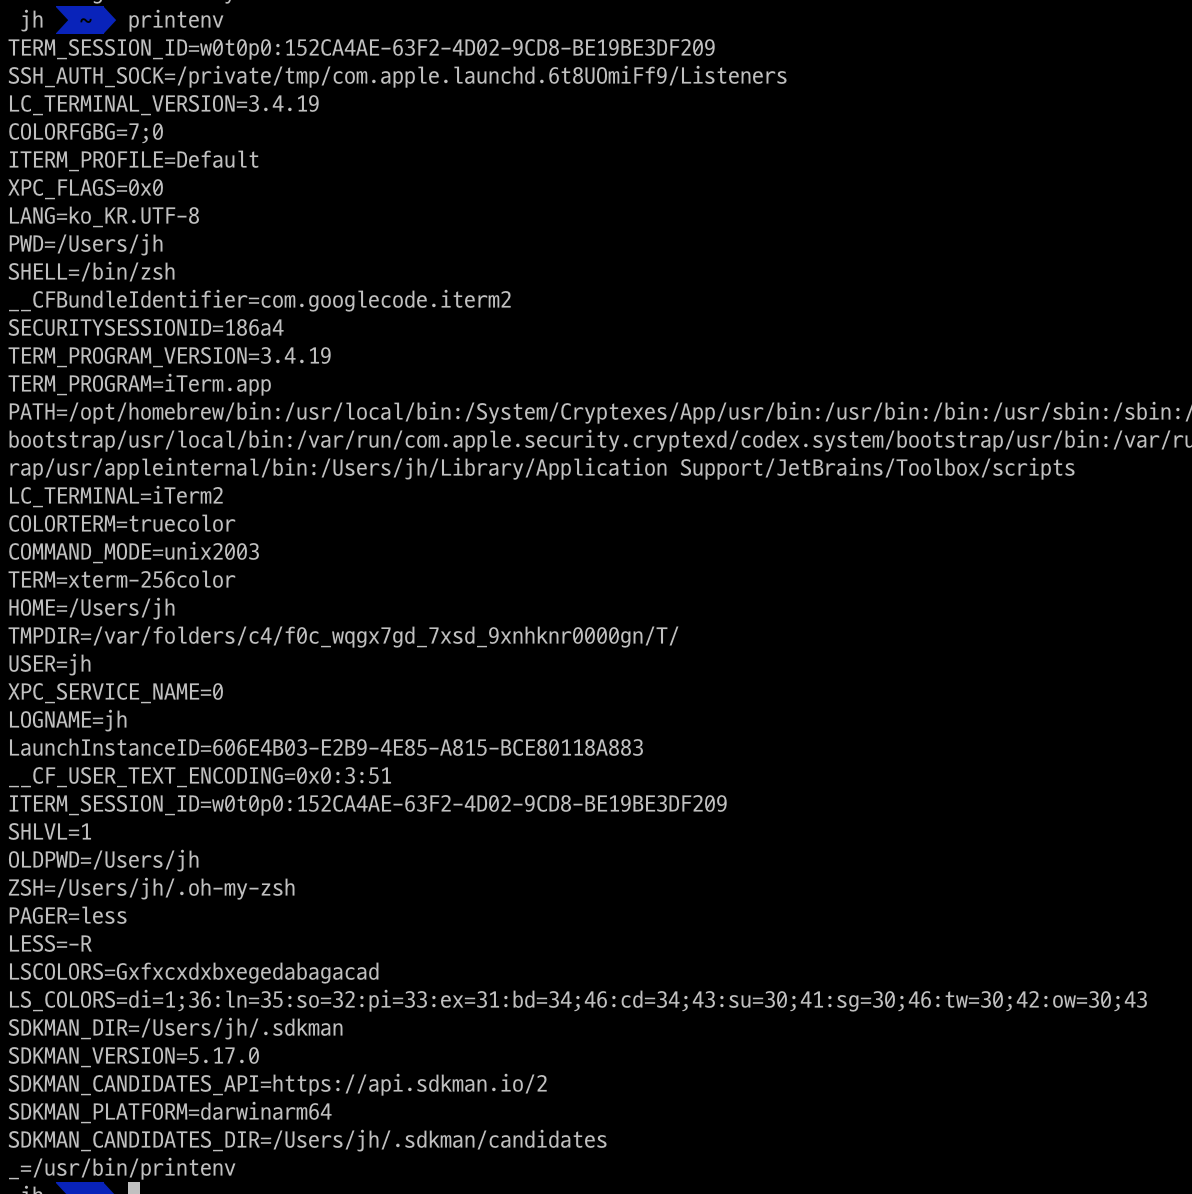 jh ~ printenv
TERM_SESSION_ID=w0t0p0:152CA4AE-63F2-4D02-9CD8-BE19BE3DF209
SSH_AUTH_SOCK=/private/tmp/com.apple.launchd.6t8UOmiFf9/Listeners
LC_TERMINAL_VERSION=3.4.19
COLORFGBG=7;0
ITERM_PROFILE=Default
XPC_FLAGS=0x0
LANG=ko_KR.UTF-8
PWD=/Users/jh
SHELL=/bin/zsh
__CFBundleIdentifier=com.googlecode.iterm2
SECURITYSESSIONID=186a4
TERM_PROGRAM_VERSION=3.4.19
TERM_PROGRAM=iTerm.app
PATH=/opt/homebrew/bin:/usr/local/bin:/System/Cryptexes/App/usr/bin:/usr/bin:/bin:/usr/sbin:/sbin:/
bootstrap/usr/local/bin:/var/run/com.apple.security.cryptexd/codex.system/bootstrap/usr/bin:/var/ru
rap/usr/appleinternal/bin:/Users/jh/Library/Application Support/JetBrains/Toolbox/scripts
LC_TERMINAL=iTerm2
COLORTERM=truecolor
COMMAND_MODE=unix2003
TERM=xterm-256color
HOME=/Users/jh
TMPDIR=/var/folders/c4/f0c_wqgx7gd_7xsd_9xnhknr0000gn/T/
USER=jh
XPC_SERVICE_NAME=0
LOGNAME=jh
LaunchInstanceID=606E4B03-E2B9-4E85-A815-BCE80118A883
__CF_USER_TEXT_ENCODING=0x0:3:51
ITERM_SESSION_ID=w0t0p0:152CA4AE-63F2-4D02-9CD8-BE19BE3DF209
SHLVL=1
OLDPWD=/Users/jh
ZSH=/Users/jh/.oh-my-zsh
PAGER=less
LESS=-R
LSCOLORS=Gxfxcxdxbxegedabagacad
LS_COLORS=di=1;36:ln=35:so=32:pi=33:ex=31:bd=34;46:cd=34;43:su=30;41:sg=30;46:tw=30;42:ow=30;43
SDKMAN_DIR=/Users/jh/.sdkman
SDKMAN_VERSION=5.17.0
SDKMAN_CANDIDATES_API=https://api.sdkman.io/2
SDKMAN_PLATFORM=darwinarm64
SDKMAN_CANDIDATES_DIR=/Users/jh/.sdkman/candidates
_=/usr/bin/printenv
jh